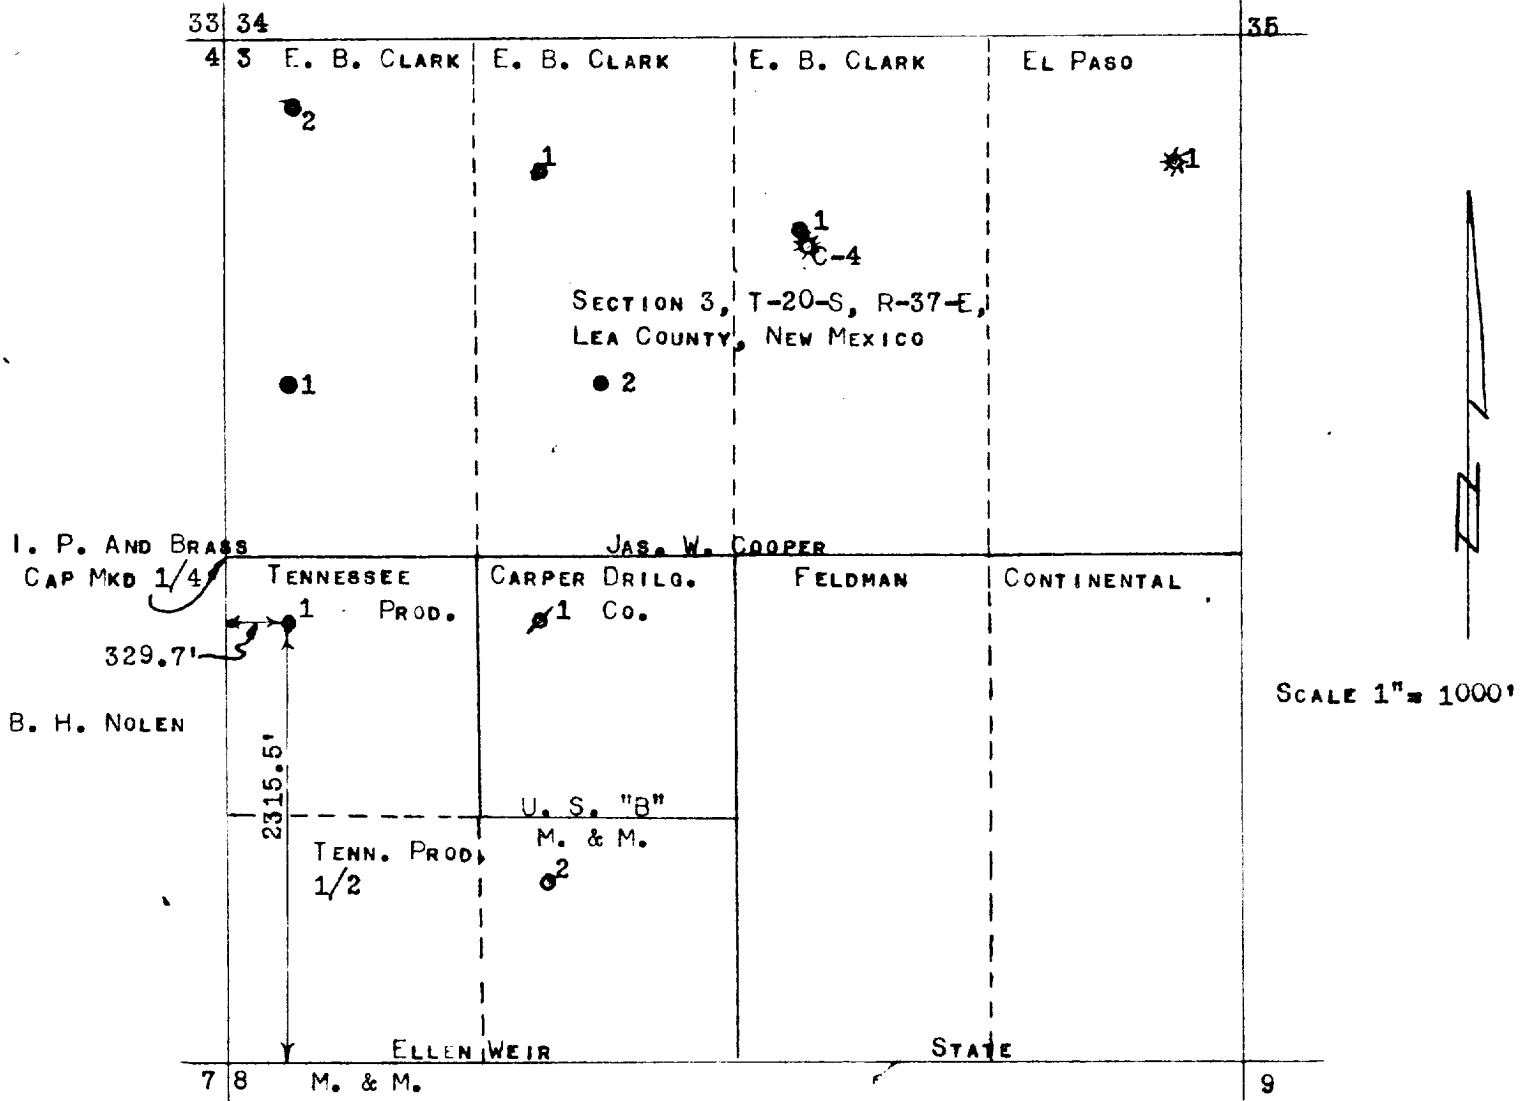 33 34 35
4 3 E. B. CLARK E. B. CLARK E. B. CLARK EL PASO
2
1
1
1
C-4
SECTION 3, T-20-S, R-37-E,
LEA COUNTY, NEW MEXICO
1
2
I. P. AND BRASS
CAP MKD 1/4
JAS. W. COOPER
TENNESSEE
PROD.
CARPER DRILG.
CO.
FELDMAN
CONTINENTAL
1
1
329.7'
SCALE 1"= 1000'
B. H. NOLEN
2315.5'
U. S. "B"
M. & M.
TENN. PROD.
1/2
2
ELLEN WEIR
STATE
7 8 M. & M. 9